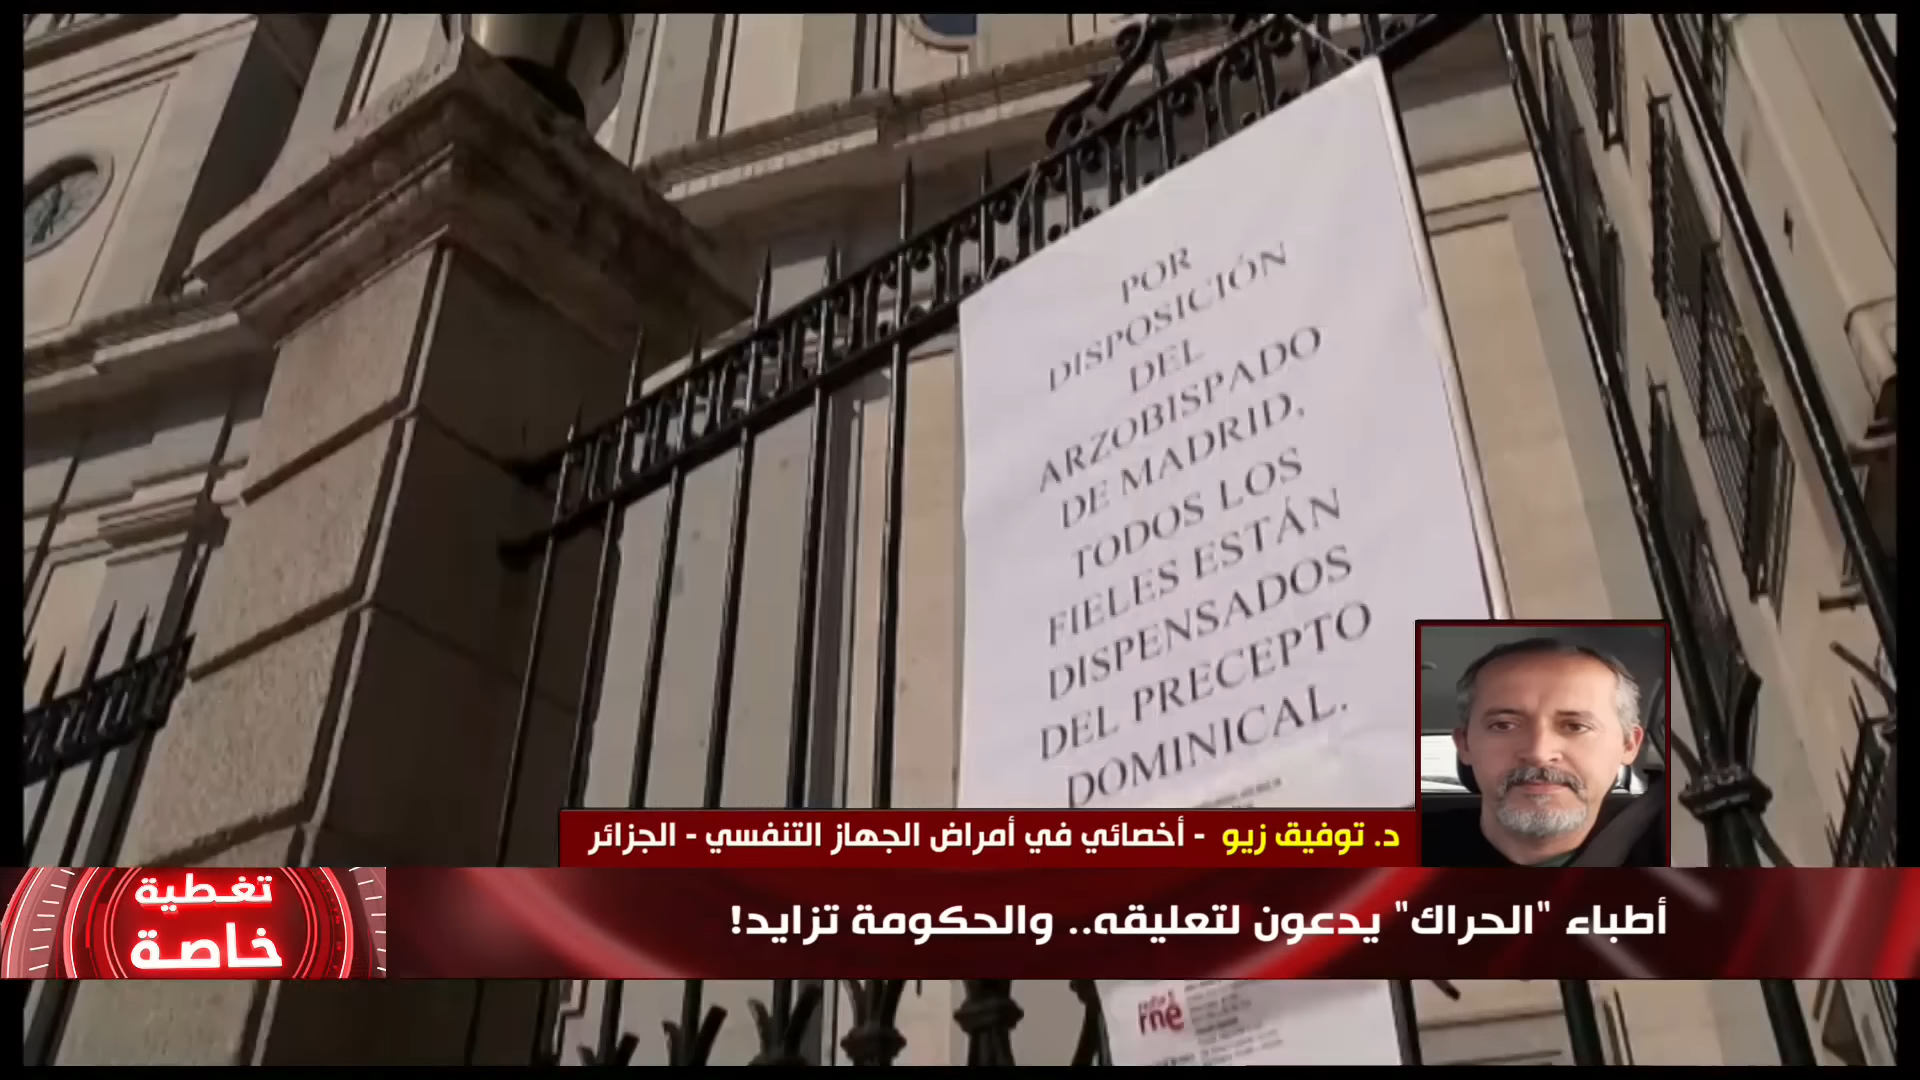 POR
DISPOSICIÓN
DEL
ARZOBISPADO
DE MADRID,
TODOS LOS
FIELES ESTÁN
DISPENSADOS
DEL PRECEPTO
DOMINICAL.
د. توفيق زيو - أخصائي في أمراض الجهاز التنفسي - الجزائر
أطباء "الحراك" يدعون لتعليقه.. والحكومة تزايد!
تغطية
خاصة
rne